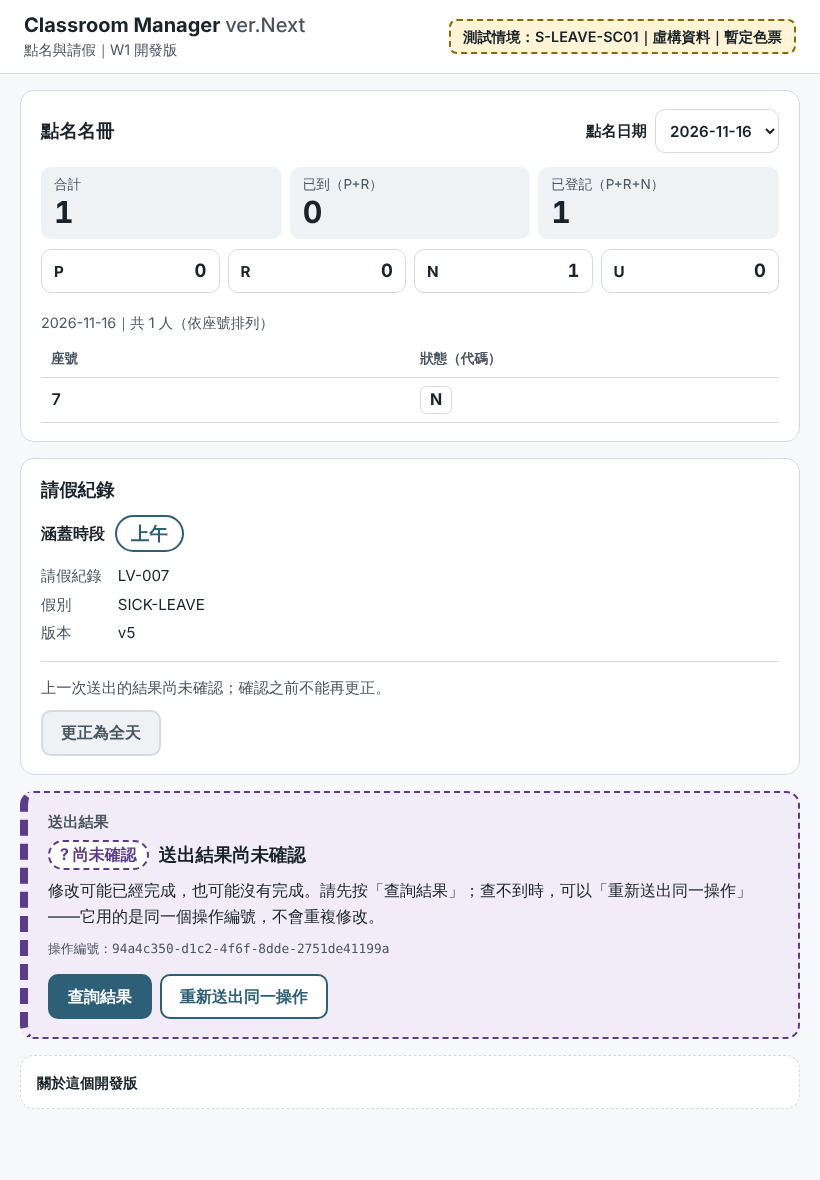 Classroom Manager ver.Next
點名與請假｜W1 開發版
測試情境：S-LEAVE-SC01｜虛構資料｜暫定色票
點名名冊
點名日期 2026-11-16
合計
1
已到（P+R）
0
已登記（P+R+N）
1
P 0
R 0
N 1
U 0
2026-11-16｜共 1 人（依座號排列）
座號 狀態（代碼）
7 N
請假紀錄
涵蓋時段 上午
請假紀錄 LV-007
假別 SICK-LEAVE
版本 v5
上一次送出的結果尚未確認；確認之前不能再更正。
更正為全天
送出結果
? 尚未確認 送出結果尚未確認
修改可能已經完成，也可能沒有完成。請先按「查詢結果」；查不到時，可以「重新送出同一操作」
——它用的是同一個操作編號，不會重複修改。
操作編號：94a4c350-d1c2-4f6f-8dde-2751de41199a
查詢結果 重新送出同一操作
關於這個開發版